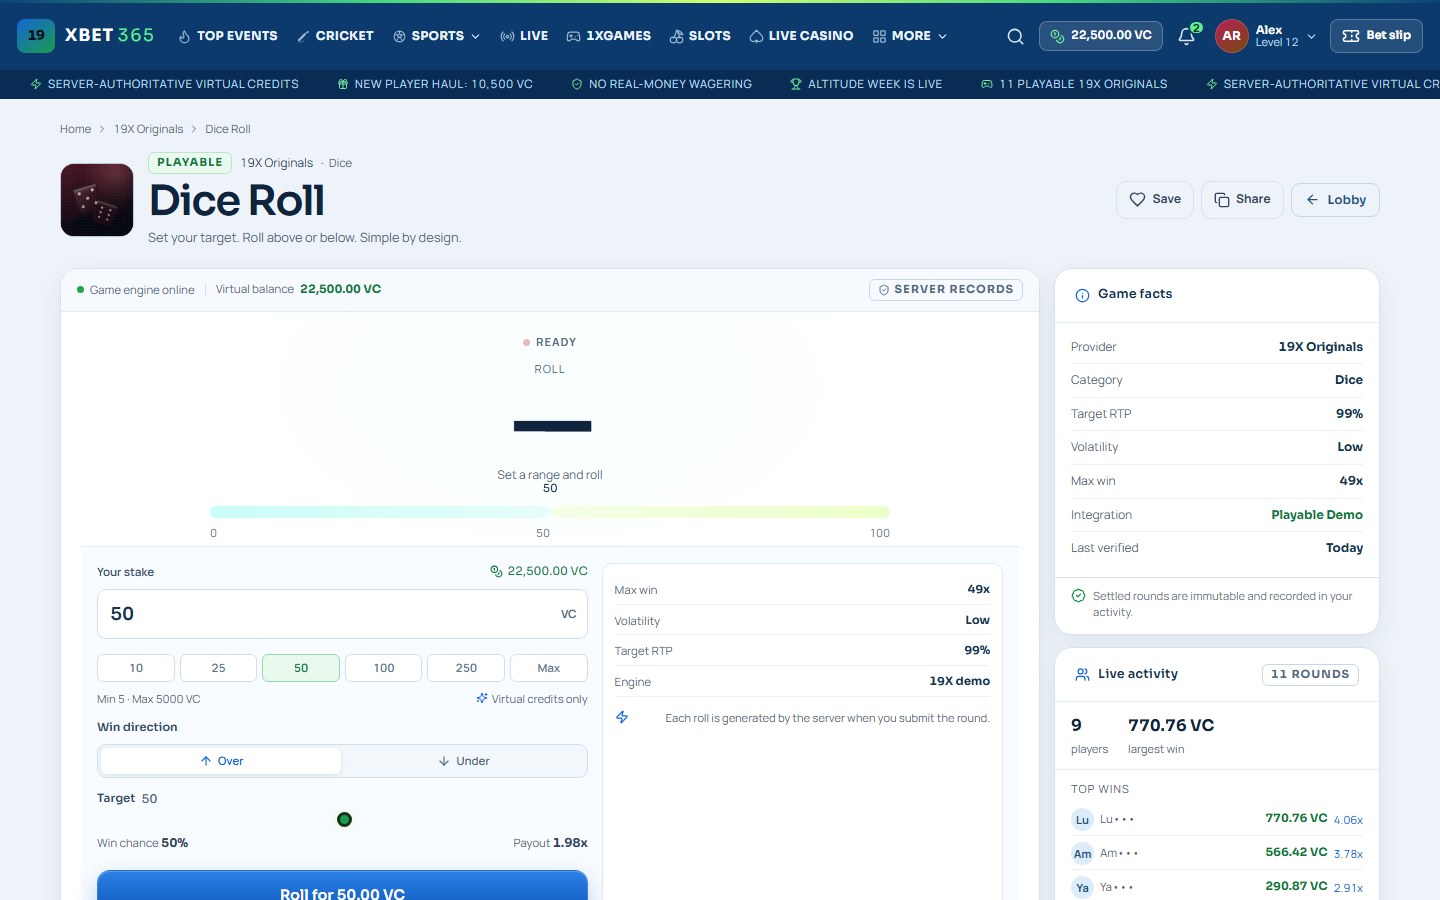 19 XBET 365 TOP EVENTS CRICKET SPORTS LIVE 1XGAMES SLOTS LIVE CASINO MORE 22,500.00 VC 2 AR Alex Level 12 Bet slip
SERVER-AUTHORITATIVE VIRTUAL CREDITS NEW PLAYER HAUL: 10,500 VC NO REAL-MONEY WAGERING ALTITUDE WEEK IS LIVE 11 PLAYABLE 19X ORIGINALS SERVER-AUTHORITATIVE VIRTUAL CR
Home > 19X Originals > Dice Roll
PLAYABLE 19X Originals · Dice
Dice Roll
Set your target. Roll above or below. Simple by design.
Save Share Lobby
Game engine online Virtual balance 22,500.00 VC SERVER RECORDS
READY
ROLL
Set a range and roll
50
0 50 100
Your stake 22,500.00 VC
50 VC
10 25 50 100 250 Max
Min 5 · Max 5000 VC Virtual credits only
Win direction
Over Under
Target 50
Win chance 50% Payout 1.98x
Roll for 50.00 VC
Max win 49x
Volatility Low
Target RTP 99%
Engine 19X demo
Each roll is generated by the server when you submit the round.
Game facts
Provider 19X Originals
Category Dice
Target RTP 99%
Volatility Low
Max win 49x
Integration Playable Demo
Last verified Today
Settled rounds are immutable and recorded in your
activity.
Live activity 11 ROUNDS
9 770.76 VC
players largest win
TOP WINS
Lu Lu••• 770.76 VC 4.06x
Am Am••• 566.42 VC 3.78x
Ya Ya••• 290.87 VC 2.91x